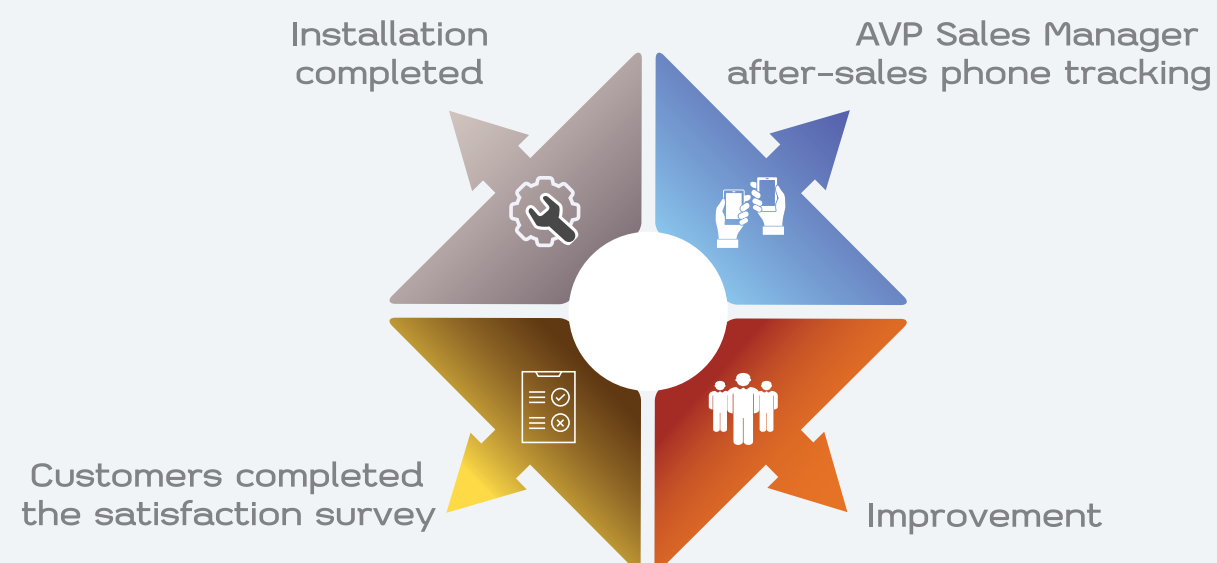 Installation
completed
AVP Sales Manager
after-sales phone tracking
Customers completed
the satisfaction survey
Improvement